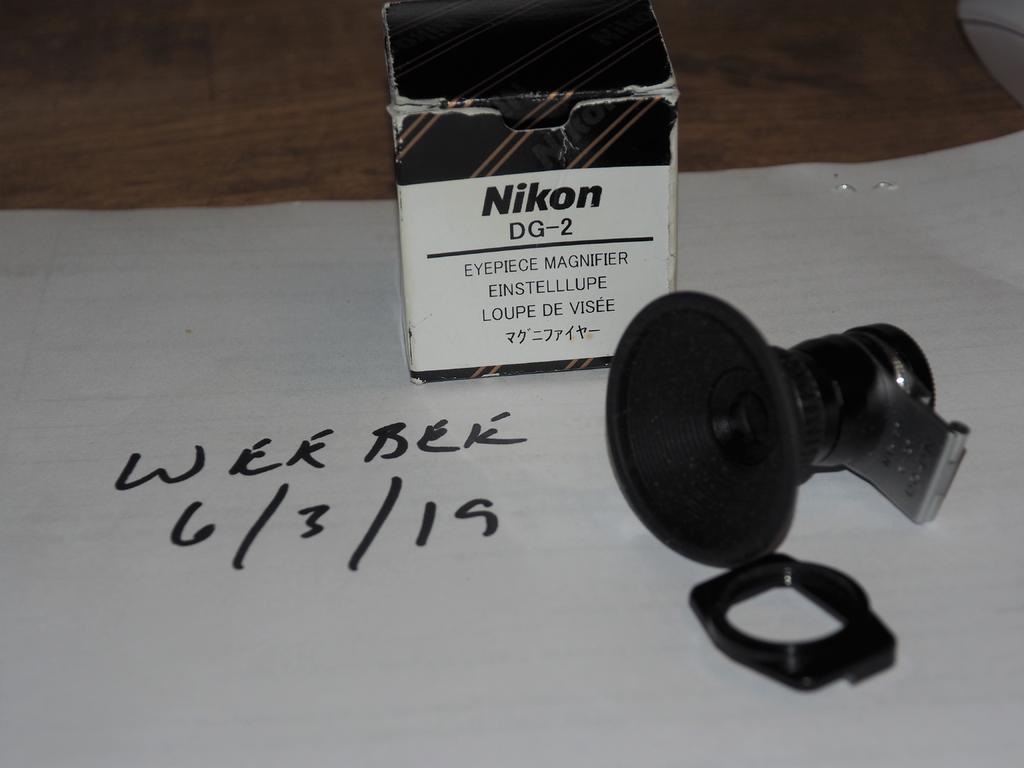 Nikon
DG-2
EYEPIECE MAGNIFIER
EINSTELLLUPE
LOUPE DE VISÉE
マグニファイヤー
WEE BEE
6/3/19